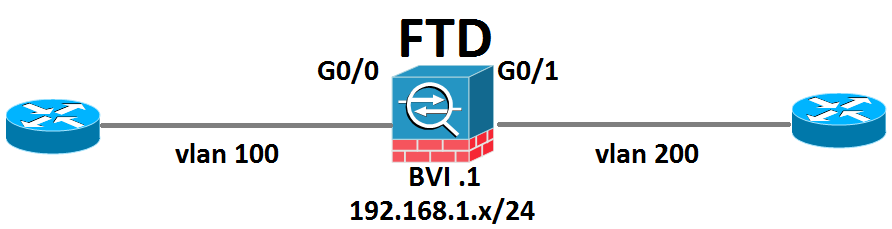 FTD
G0/0
G0/1
vlan 100
vlan 200
BVI .1
192.168.1.x/24